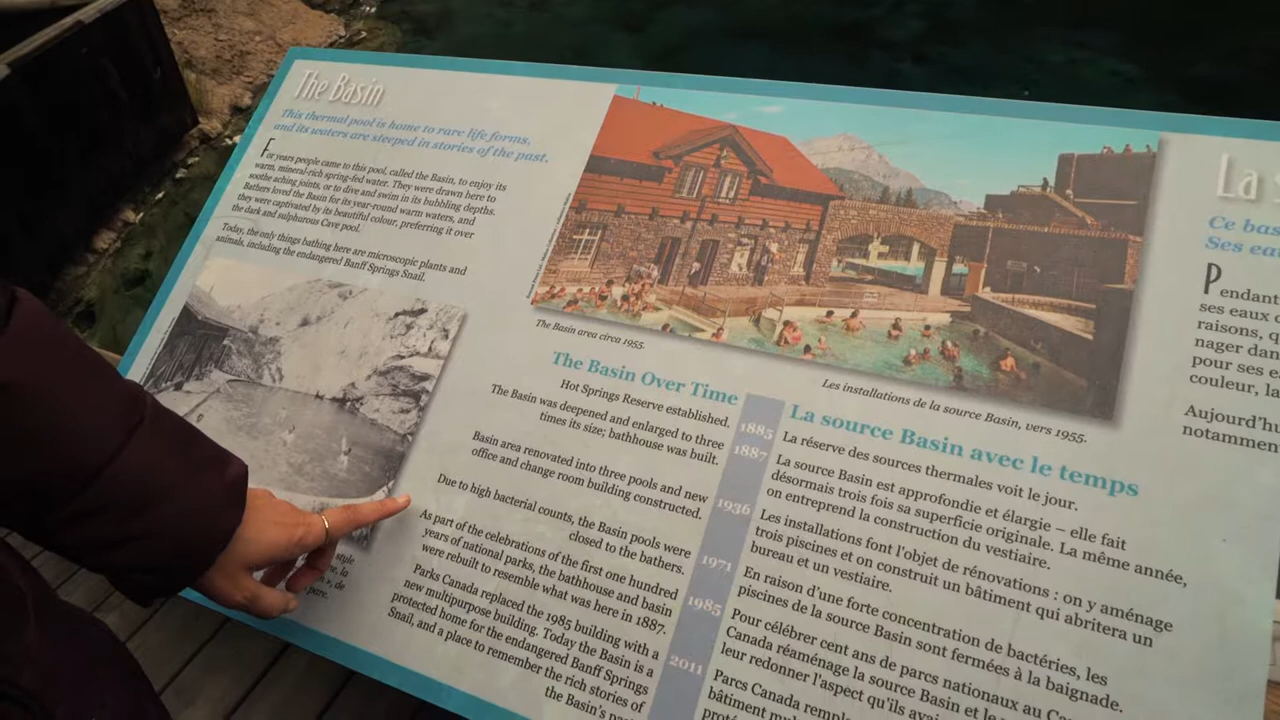 The Basin
This thermal pool is home to rare life forms,
and its waters are steeped in stories of the past.
For years people came to this pool, called the Basin, to enjoy its
warm, mineral-rich spring-fed water. They were drawn here to
soothe aching joints, or to dive and swim in its bubbling depths.
Bathers loved the Basin for its year-round warm waters, and
they were captivated by its beautiful colour, preferring it over
the dark and sulphurous Cave pool.
Today, the only things bathing here are microscopic plants and
animals, including the endangered Banff Springs Snail.
style
de
The Basin area circa 1955.
Les installations de la source Basin, vers 1955.
The Basin Over Time
Hot Springs Reserve established.
The Basin was deepened and enlarged to three
times its size; bathhouse was built.
Basin area renovated into three pools and new
office and change room building constructed.
Due to high bacterial counts, the Basin pools were
closed to the bathers.
As part of the celebrations of the first one hundred
years of national parks, the bathhouse and basin
were rebuilt to resemble what was here in 1887.
Parks Canada replaced the 1985 building with a
new multipurpose building. Today the Basin is a
protected home for the endangered Banff Springs
Snail, and a place to remember the rich stories of
the Basin's
1885
1887
1936
1971
1985
2011
La source Basin avec le temps
La réserve des sources thermales voit le jour.
La source Basin est approfondie et élargie – elle fait
désormais trois fois sa superficie originale. La même année,
on entreprend la construction du vestiaire.
Les installations font l'objet de rénovations : on y aménage
trois piscines et on construit un bâtiment qui abritera un
bureau et un vestiaire.
En raison d'une forte concentration de bactéries, les
piscines de la source Basin sont fermées à la baignade.
Pour célébrer cent ans de parcs nationaux au Ca
Canada réaménage la source Basin et le
leur redonner l'aspect qu'ils avai
Parcs Canada rempl
bâtiment mul
proté
La s
Ce bas
Ses eau
Pendant
ses eaux c
raisons, q
nager dan
pour ses e
couleur, la
Aujourd'hu
notammen